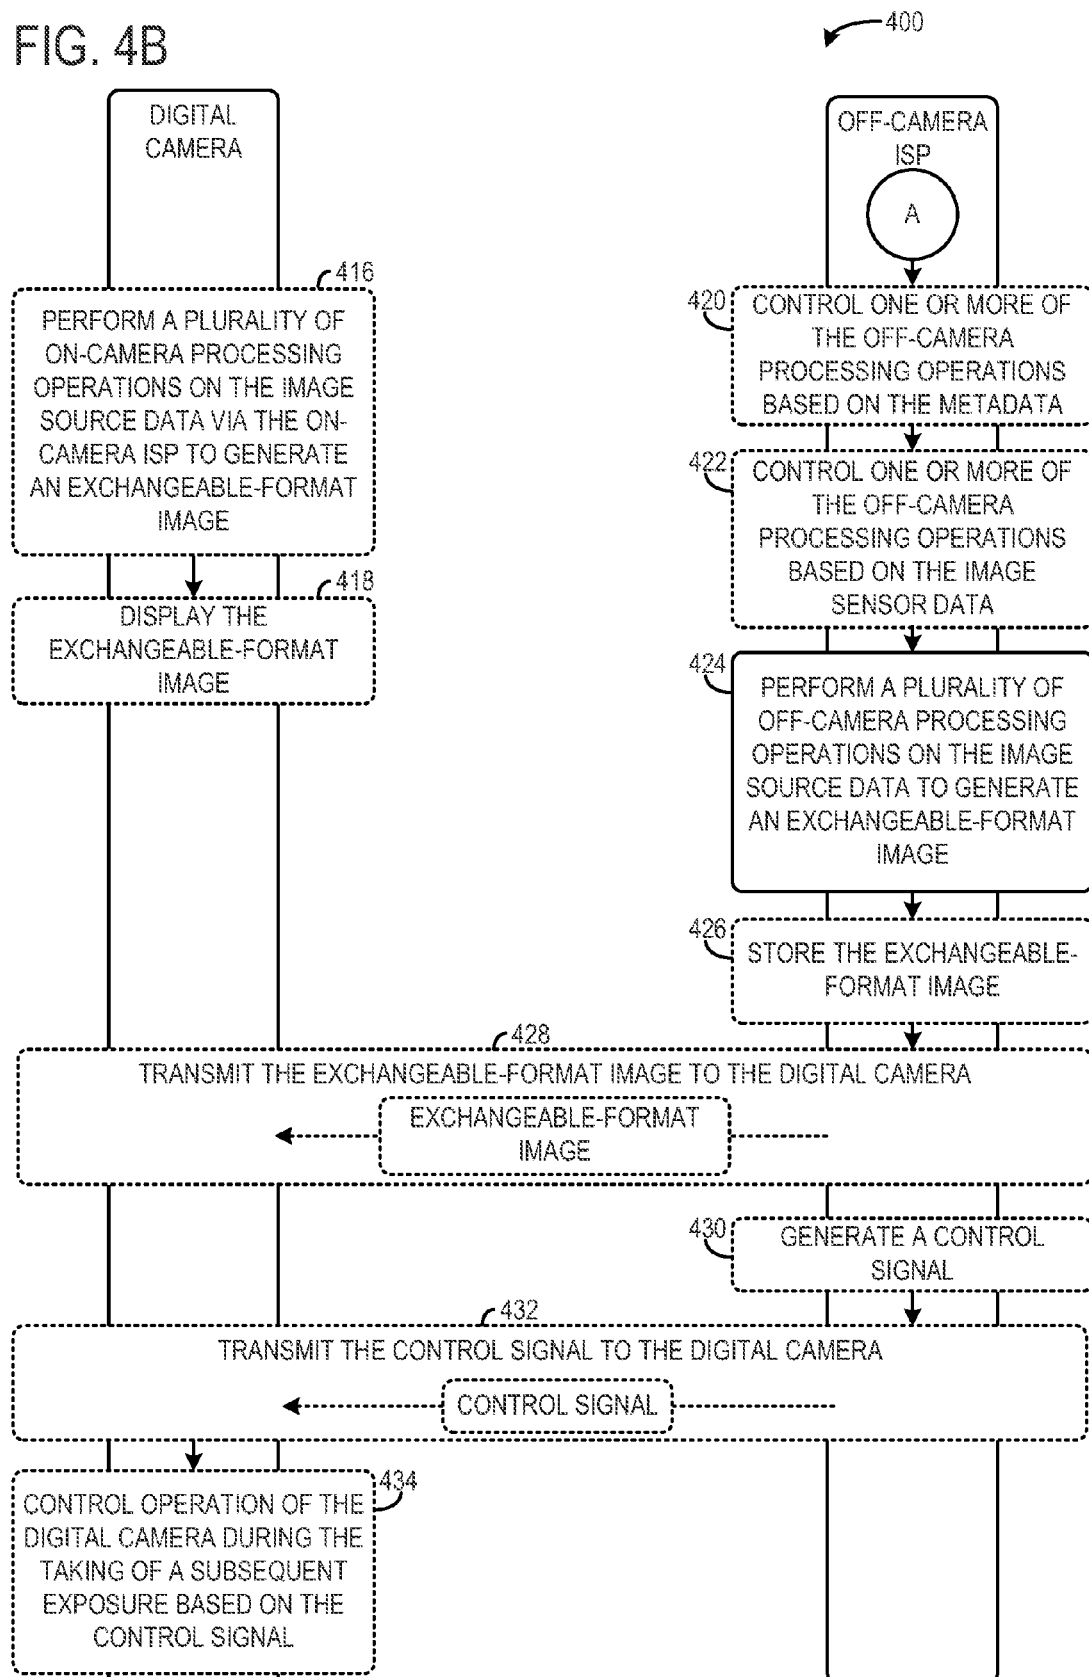 FIG. 4B
400
DIGITAL
CAMERA
OFF-CAMERA
ISP
A
416
PERFORM A PLURALITY OF
ON-CAMERA PROCESSING
OPERATIONS ON THE IMAGE
SOURCE DATA VIA THE ON-
CAMERA ISP TO GENERATE
AN EXCHANGEABLE-FORMAT
IMAGE
418
DISPLAY THE
EXCHANGEABLE-FORMAT
IMAGE
420
CONTROL ONE OR MORE OF
THE OFF-CAMERA
PROCESSING OPERATIONS
BASED ON THE METADATA
422
CONTROL ONE OR MORE OF
THE OFF-CAMERA
PROCESSING OPERATIONS
BASED ON THE IMAGE
SENSOR DATA
424
PERFORM A PLURALITY OF
OFF-CAMERA PROCESSING
OPERATIONS ON THE IMAGE
SOURCE DATA TO GENERATE
AN EXCHANGEABLE-FORMAT
IMAGE
426
STORE THE EXCHANGEABLE-
FORMAT IMAGE
428
TRANSMIT THE EXCHANGEABLE-FORMAT IMAGE TO THE DIGITAL CAMERA
EXCHANGEABLE-FORMAT
IMAGE
430
GENERATE A CONTROL
SIGNAL
432
TRANSMIT THE CONTROL SIGNAL TO THE DIGITAL CAMERA
CONTROL SIGNAL
434
CONTROL OPERATION OF THE
DIGITAL CAMERA DURING THE
TAKING OF A SUBSEQUENT
EXPOSURE BASED ON THE
CONTROL SIGNAL